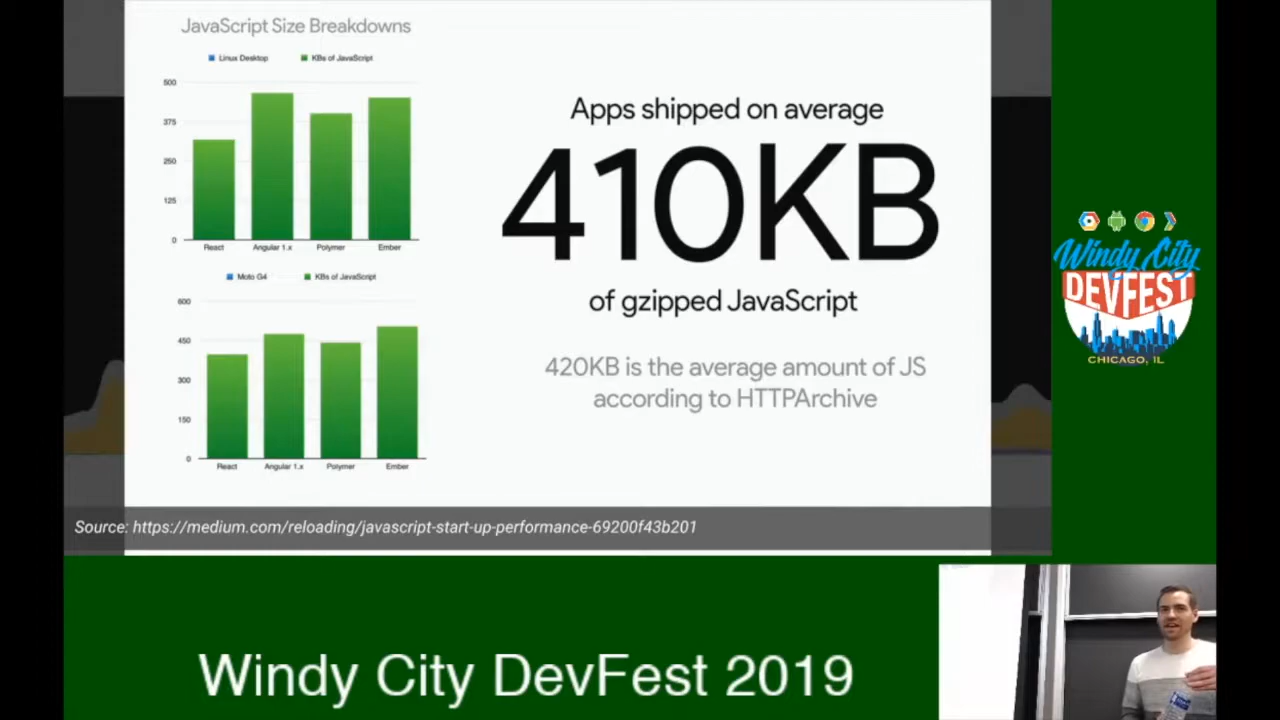 JavaScript Size Breakdowns
Linux Desktop KBs of JavaScript
500
375
250
125
0
React Angular 1.x Polymer Ember
Moto G4 KBs of JavaScript
600
450
300
150
0
React Angular 1.x Polymer Ember
Apps shipped on average
410KB
of gzipped JavaScript
420KB is the average amount of JS
according to HTTPArchive
Source: https://medium.com/reloading/javascript-start-up-performance-69200f43b201
Windy City
DEVFEST
CHICAGO, IL
Windy City DevFest 2019